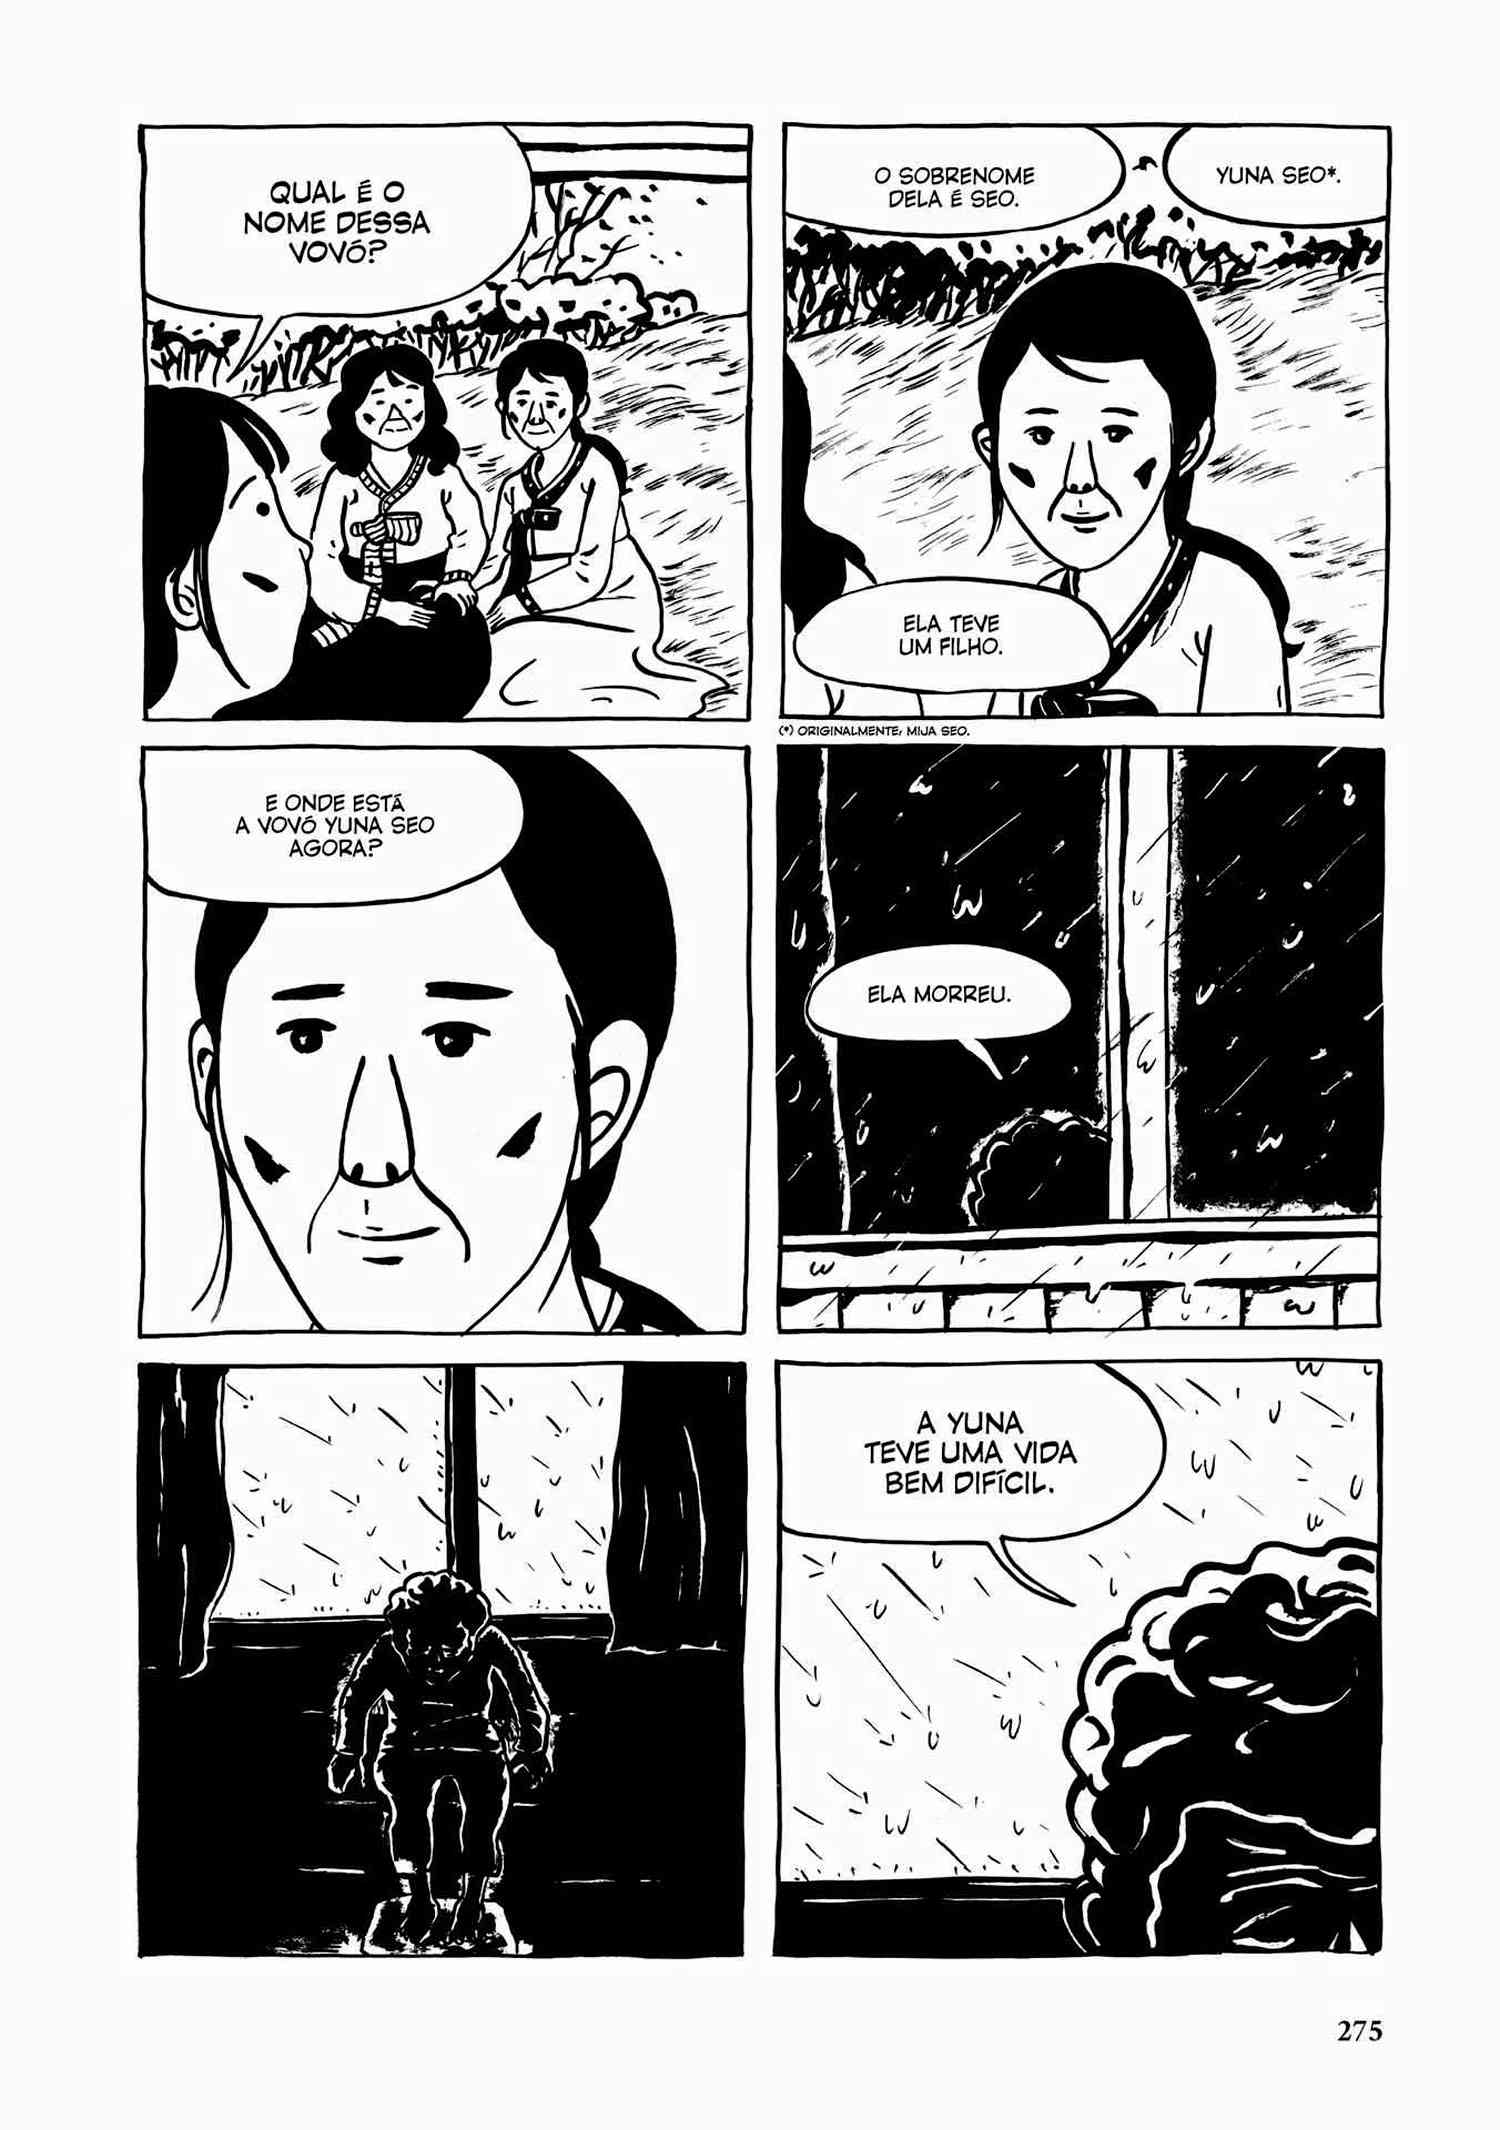 QUAL É O
NOME DESSA
VOVÓ?
O SOBRENOME
DELA É SEO.
YUNA SEO*.
ELA TEVE
UM FILHO.
(*) ORIGINALMENTE, MIJA SEO.
E ONDE ESTÁ
A VOVÓ YUNA SEO
AGORA?
ELA MORREU.
A YUNA
TEVE UMA VIDA
BEM DIFÍCIL.
275